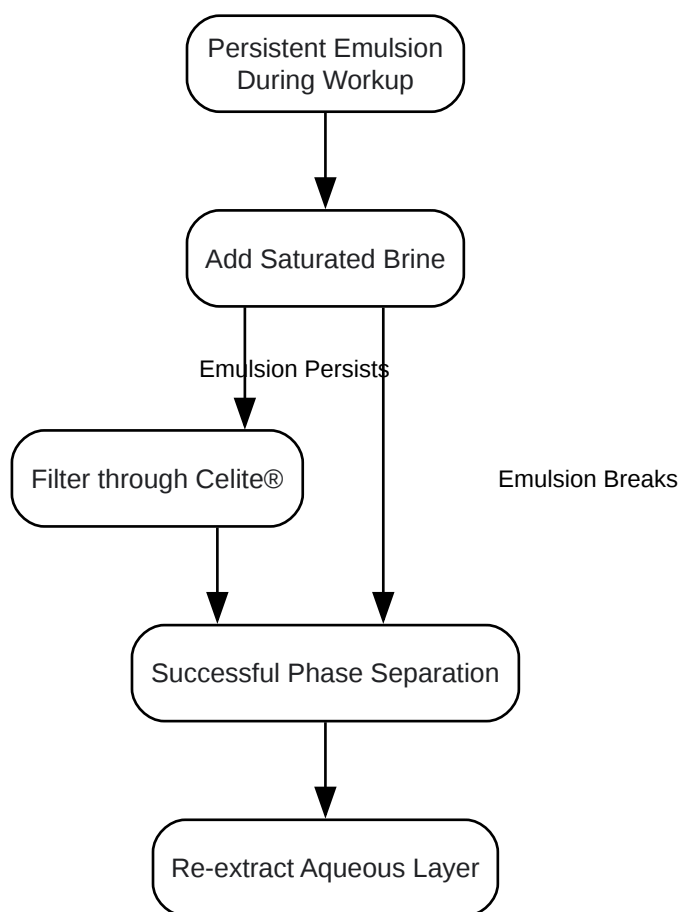 Persistent Emulsion
During Workup
Add Saturated Brine
Emulsion Persists
Filter through Celite®
Emulsion Breaks
Successful Phase Separation
Re-extract Aqueous Layer